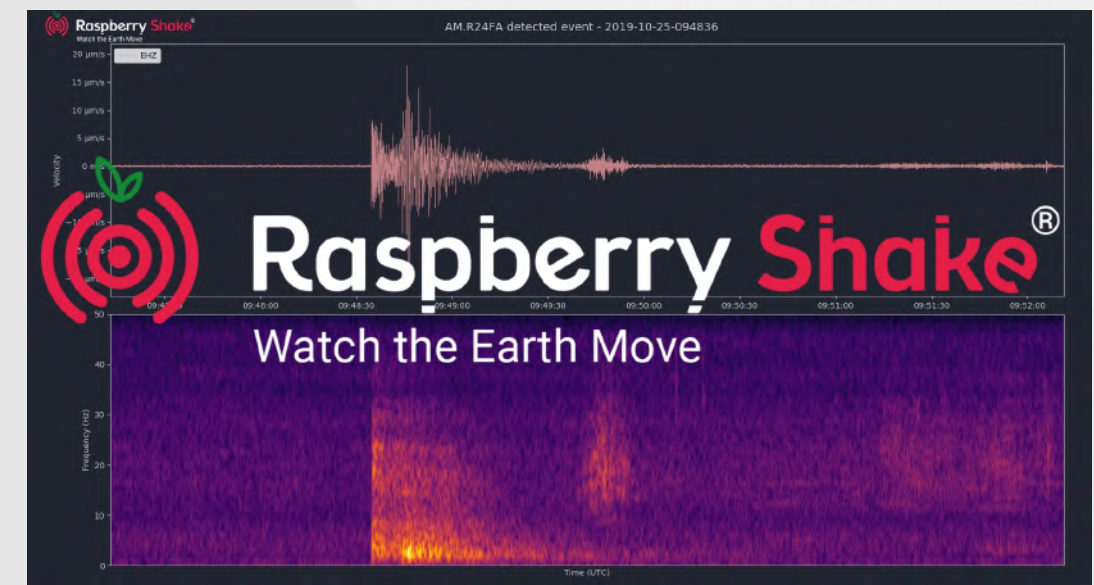 Raspberry Shake®
Watch the Earth Move
AM.R24FA detected event - 2019-10-25-094836
EHZ
20 µm/s
15 µm/s
10 µm/s
5 µm/s
Velocity
Raspberry Shake®
09:48:00
09:48:30
09:49:00
09:49:30
09:50:00
09:50:30
09:51:00
09:51:30
09:52:00
Watch the Earth Move
50
40
30
20
10
0
Frequency (Hz)
Time (UTC)